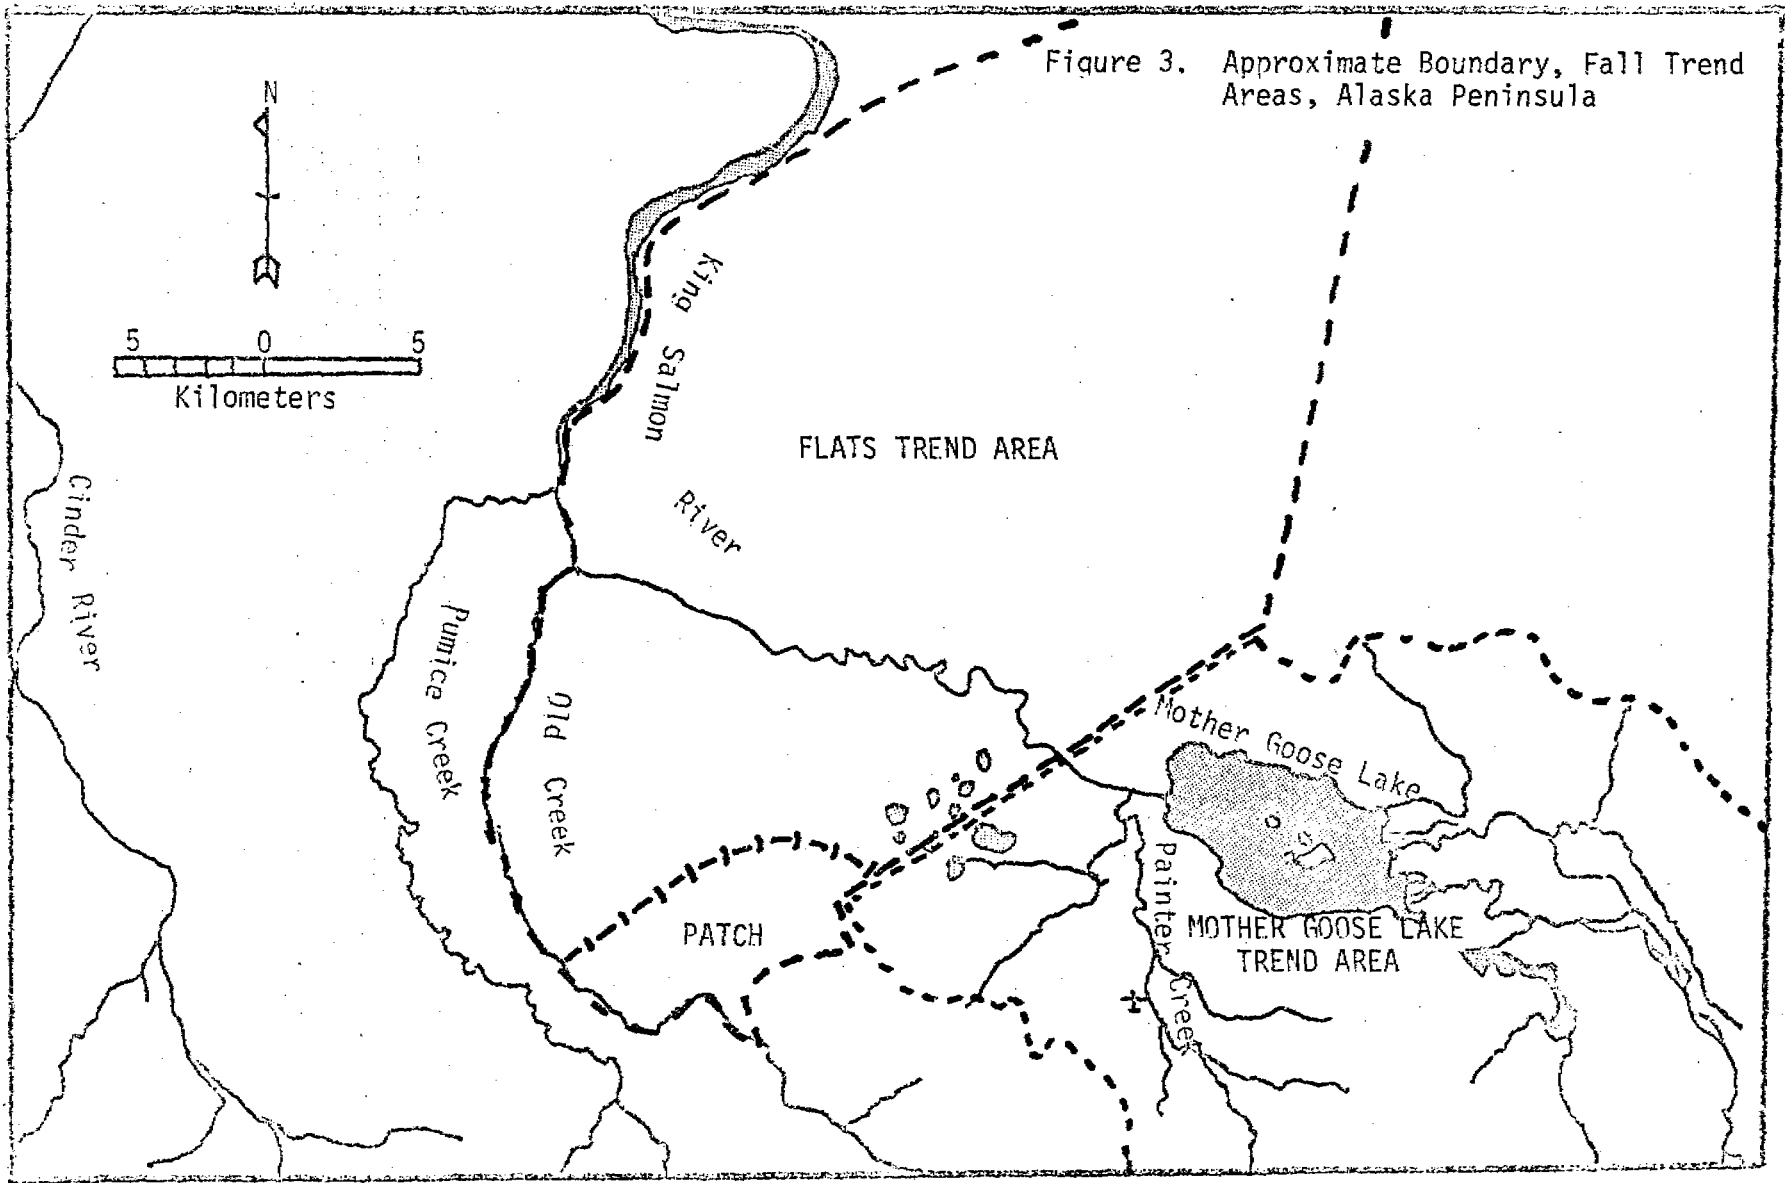 Figure 3. Approximate Boundary, Fall Trend
Areas, Alaska Peninsula
N
5 0 5
Kilometers
King Salmon River
FLATS TREND AREA
Cinder River
Pumice Creek
Old Creek
Mother Goose Lake
PATCH
Painter Creek
MOTHER GOOSE LAKE
TREND AREA